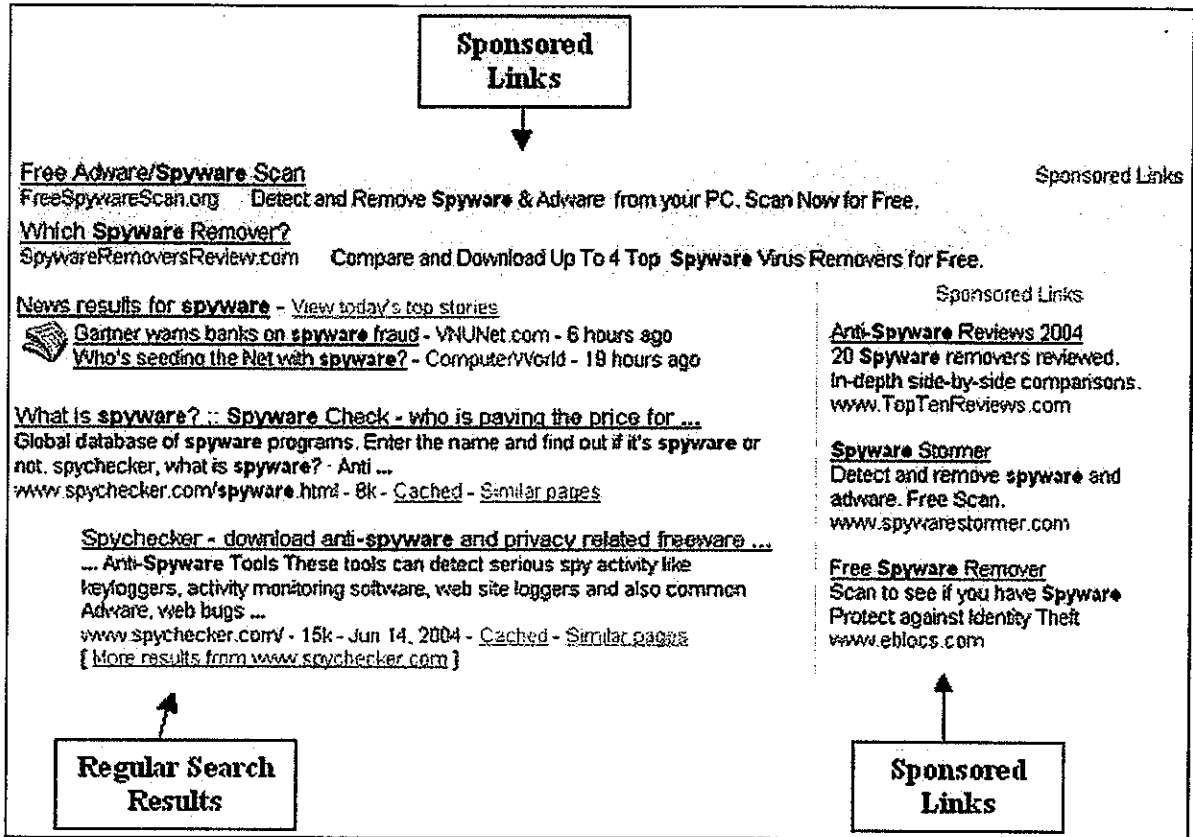 Sponsored
Links
Free Adware/Spyware Scan
Sponsored Links
FreeSpywareScan.org Detect and Remove Spyware & Adware from your PC. Scan Now for Free.
Which Spyware Remover?
SpywareRemoversReview.com Compare and Download Up To 4 Top Spyware Virus Removers for Free.
News results for spyware - View today's top stories
Gartner warns banks on spyware fraud - VNUNet.com - 6 hours ago
Who's seeding the Net with spyware? - ComputerWorld - 19 hours ago
What is spyware? :: Spyware Check - who is paying the price for ...
Global database of spyware programs. Enter the name and find out if it's spyware or
not. spychecker, what is spyware? - Anti ...
www.spychecker.com/spyware.html - 8k - Cached - Similar pages
Spychecker - download anti-spyware and privacy related freeware ...
... Anti-Spyware Tools These tools can detect serious spy activity like
keyloggers, activity monitoring software, web site loggers and also common
Adware, web bugs ...
www.spychecker.com/ - 15k - Jun 14, 2004 - Cached - Similar pages
[ More results from www.spychecker.com ]
Sponsored Links
Anti-Spyware Reviews 2004
20 Spyware removers reviewed.
In-depth side-by-side comparisons.
www.TopTenReviews.com
Spyware Stormer
Detect and remove spyware and
adware. Free Scan.
www.spywarestormer.com
Free Spyware Remover
Scan to see if you have Spyware
Protect against Identity Theft
www.eblocs.com
Regular Search
Results
Sponsored
Links